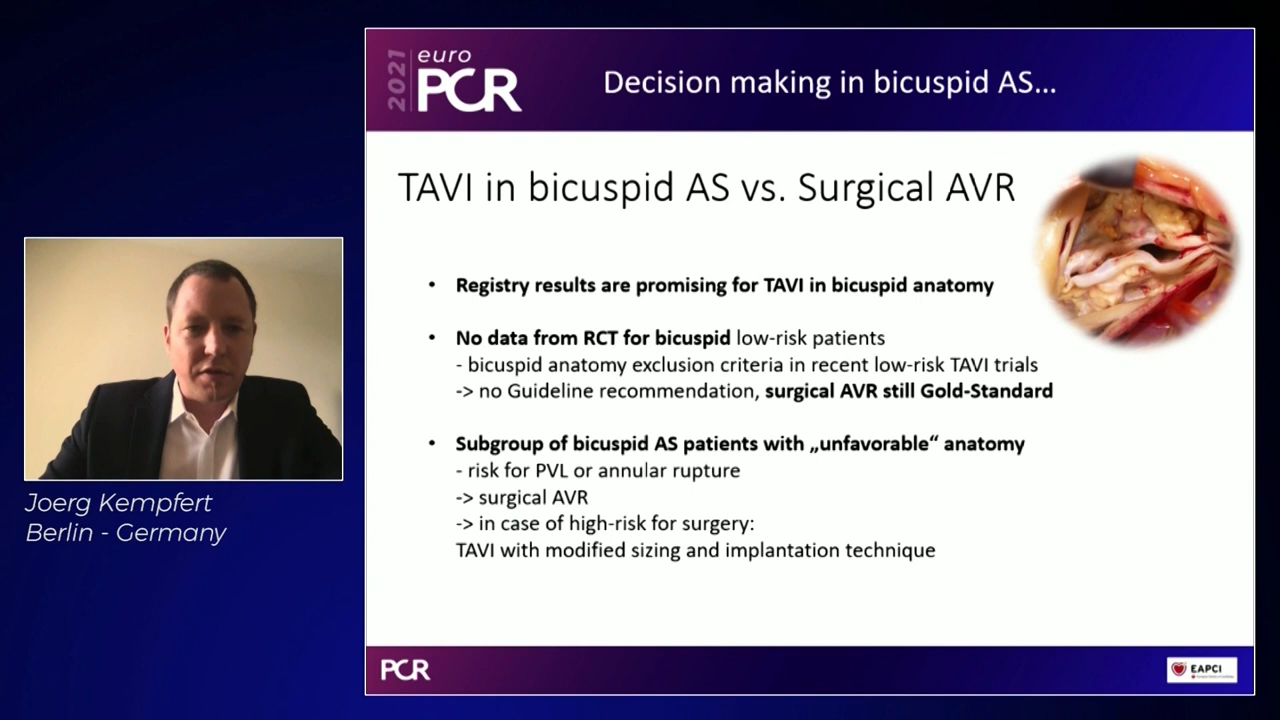 2021
euro
PCR
Decision making in bicuspid AS...
TAVI in bicuspid AS vs. Surgical AVR
• Registry results are promising for TAVI in bicuspid anatomy
• No data from RCT for bicuspid low-risk patients
- bicuspid anatomy exclusion criteria in recent low-risk TAVI trials
-> no Guideline recommendation, surgical AVR still Gold-Standard
• Subgroup of bicuspid AS patients with „unfavorable“ anatomy
- risk for PVL or annular rupture
-> surgical AVR
-> in case of high-risk for surgery:
TAVI with modified sizing and implantation technique
Joerg Kempfert
Berlin - Germany
PCR
EAPCI